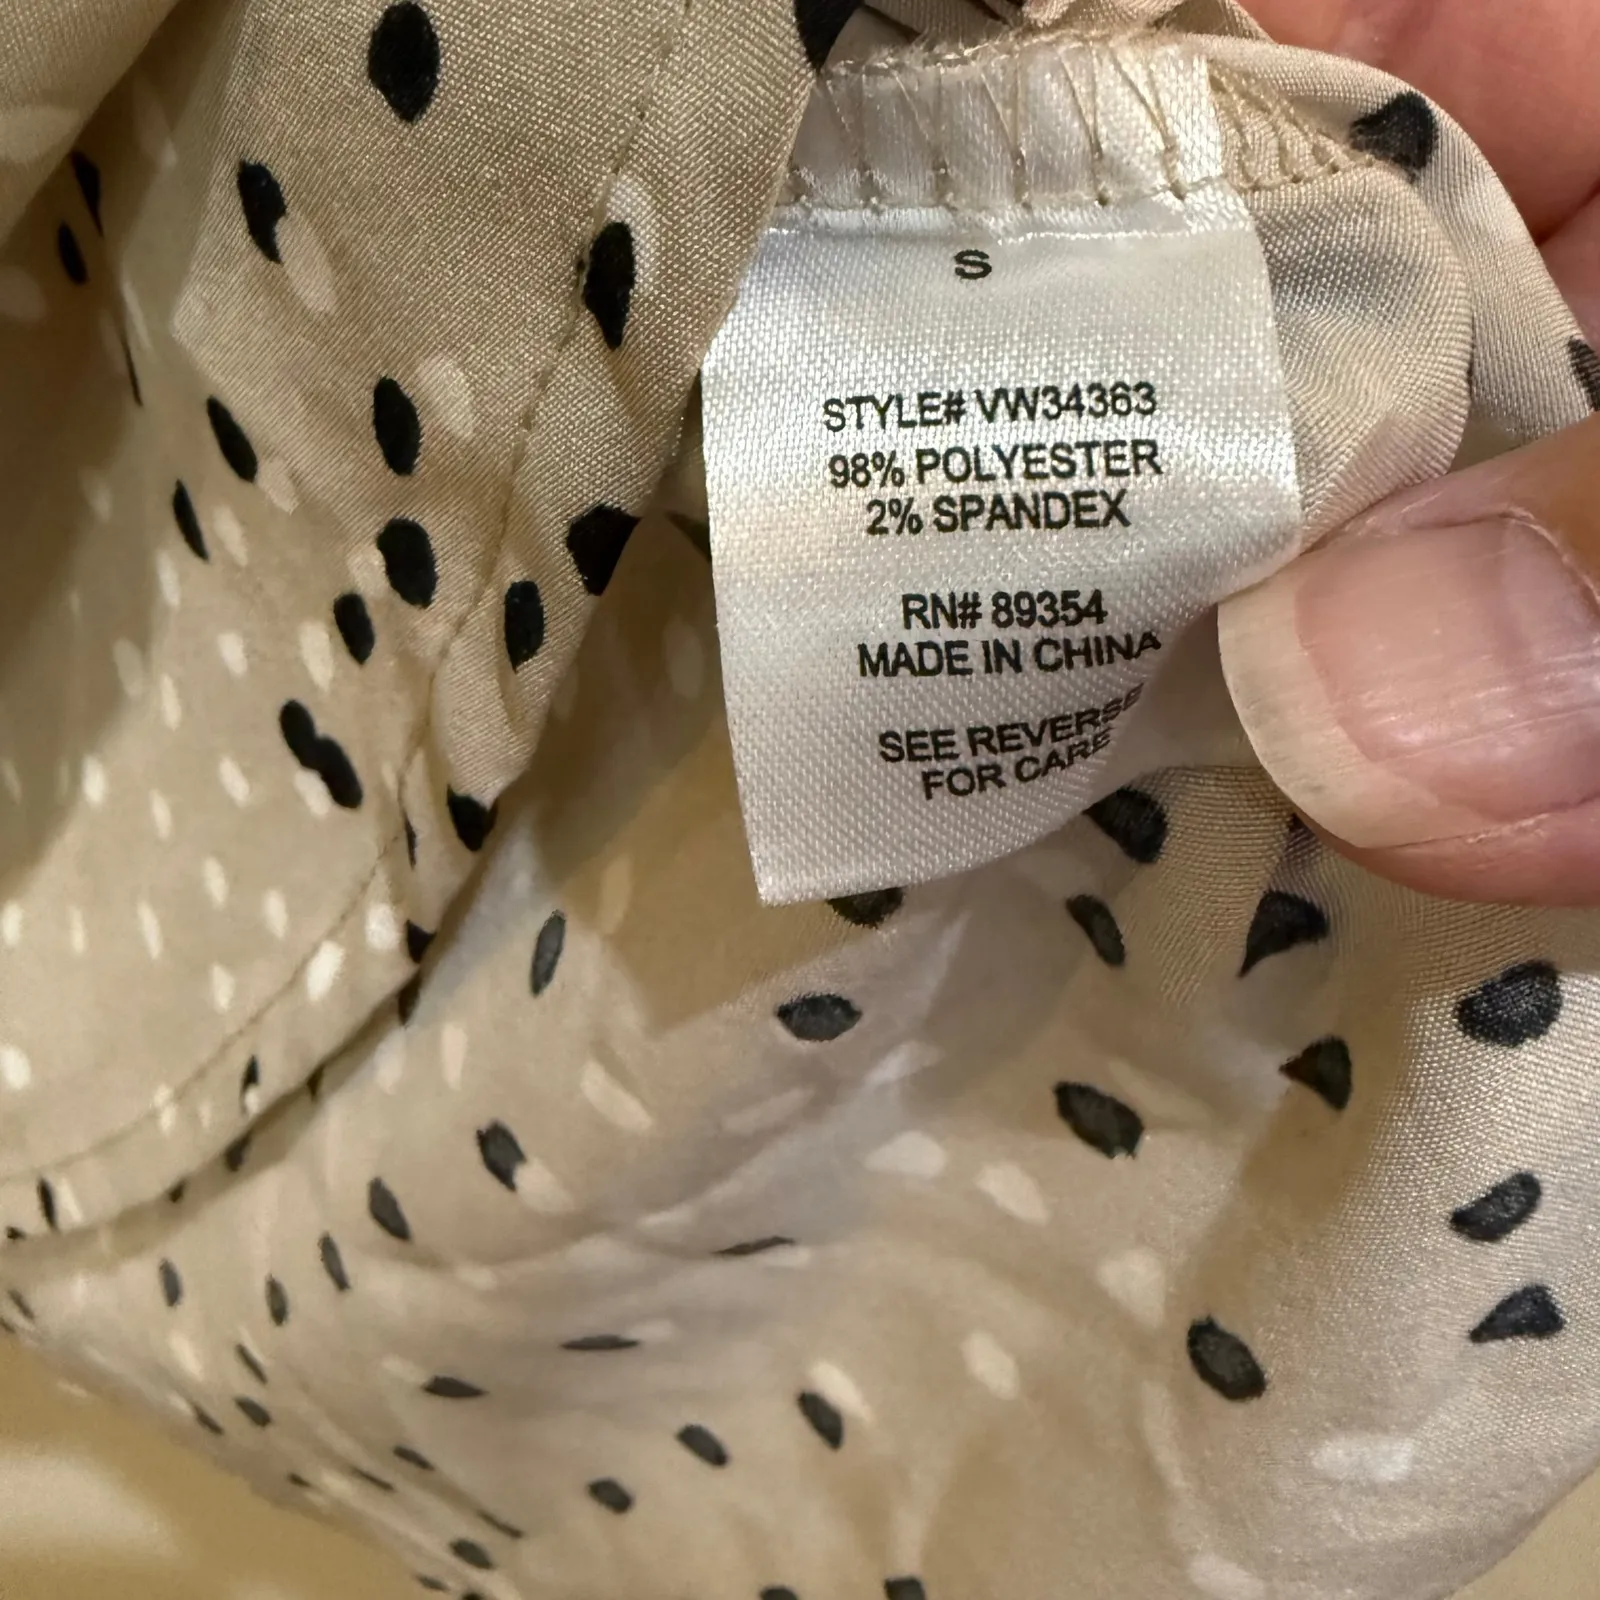 S
STYLE# VW34363
98% POLYESTER
2% SPANDEX
RN# 89354
MADE IN CHINA
SEE REVERSE
FOR CARE